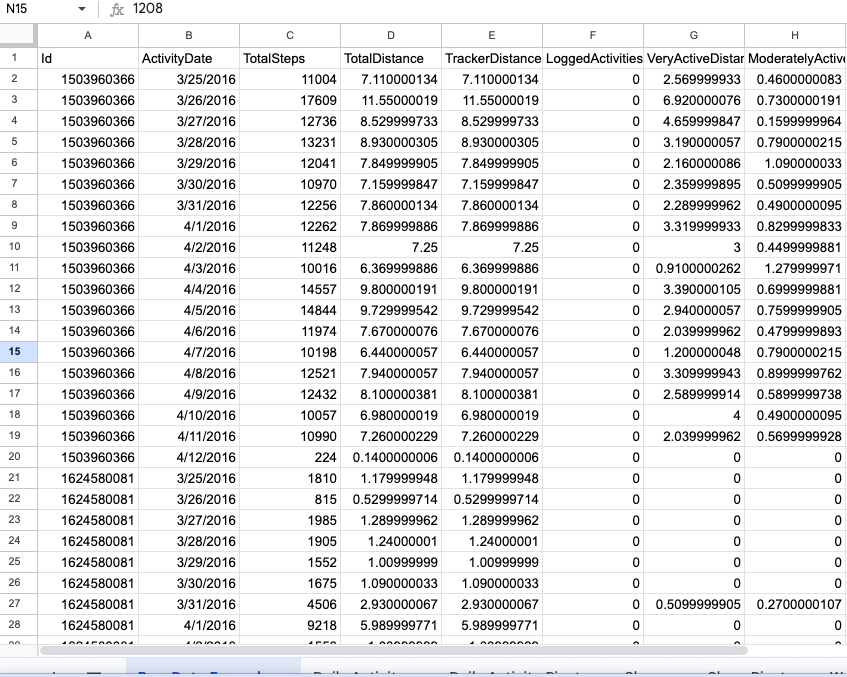 N15 fx 1208
A B C D E F G H
1 Id ActivityDate TotalSteps TotalDistance TrackerDistance LoggedActivities VeryActiveDistar ModeratelyActive
2 1503960366 3/25/2016 11004 7.110000134 7.110000134 0 2.569999933 0.4600000083
3 1503960366 3/26/2016 17609 11.55000019 11.55000019 0 6.920000076 0.7300000191
4 1503960366 3/27/2016 12736 8.529999733 8.529999733 0 4.659999847 0.1599999964
5 1503960366 3/28/2016 13231 8.930000305 8.930000305 0 3.190000057 0.7900000215
6 1503960366 3/29/2016 12041 7.849999905 7.849999905 0 2.160000086 1.090000033
7 1503960366 3/30/2016 10970 7.159999847 7.159999847 0 2.359999895 0.5099999905
8 1503960366 3/31/2016 12256 7.860000134 7.860000134 0 2.289999962 0.4900000095
9 1503960366 4/1/2016 12262 7.869999886 7.869999886 0 3.319999933 0.8299999833
10 1503960366 4/2/2016 11248 7.25 7.25 0 3 0.4499999881
11 1503960366 4/3/2016 10016 6.369999886 6.369999886 0 0.9100000262 1.279999971
12 1503960366 4/4/2016 14557 9.800000191 9.800000191 0 3.390000105 0.6999999881
13 1503960366 4/5/2016 14844 9.729999542 9.729999542 0 2.940000057 0.7599999905
14 1503960366 4/6/2016 11974 7.670000076 7.670000076 0 2.039999962 0.4799999893
15 1503960366 4/7/2016 10198 6.440000057 6.440000057 0 1.200000048 0.7900000215
16 1503960366 4/8/2016 12521 7.940000057 7.940000057 0 3.309999943 0.8999999762
17 1503960366 4/9/2016 12432 8.100000381 8.100000381 0 2.589999914 0.5899999738
18 1503960366 4/10/2016 10057 6.980000019 6.980000019 0 4 0.4900000095
19 1503960366 4/11/2016 10990 7.260000229 7.260000229 0 2.039999962 0.5699999928
20 1503960366 4/12/2016 224 0.1400000006 0.1400000006 0 0 0
21 1624580081 3/25/2016 1810 1.179999948 1.179999948 0 0 0
22 1624580081 3/26/2016 815 0.5299999714 0.5299999714 0 0 0
23 1624580081 3/27/2016 1985 1.289999962 1.289999962 0 0 0
24 1624580081 3/28/2016 1905 1.24000001 1.24000001 0 0 0
25 1624580081 3/29/2016 1552 1.00999999 1.00999999 0 0 0
26 1624580081 3/30/2016 1675 1.090000033 1.090000033 0 0 0
27 1624580081 3/31/2016 4506 2.930000067 2.930000067 0 0.5099999905 0.2700000107
28 1624580081 4/1/2016 9218 5.989999771 5.989999771 0 0 0